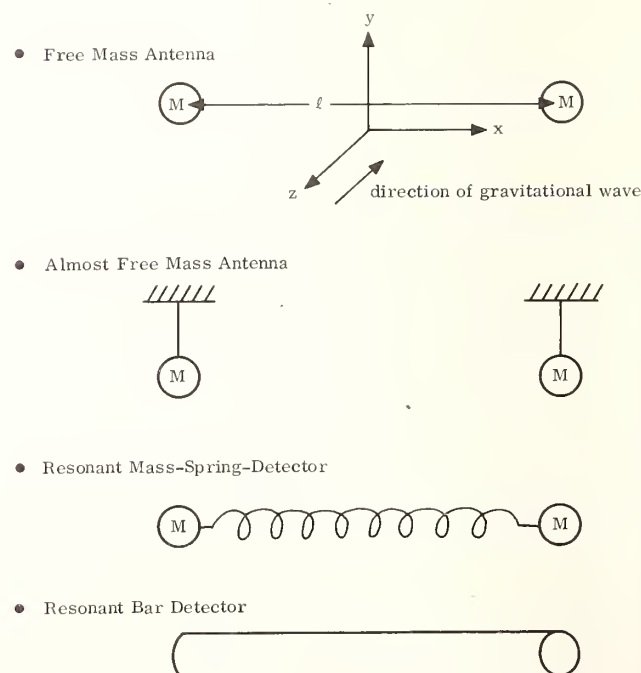 • Free Mass Antenna
y
M
ℓ
M
x
z
direction of gravitational wave
• Almost Free Mass Antenna
M
M
• Resonant Mass-Spring-Detector
M
M
• Resonant Bar Detector